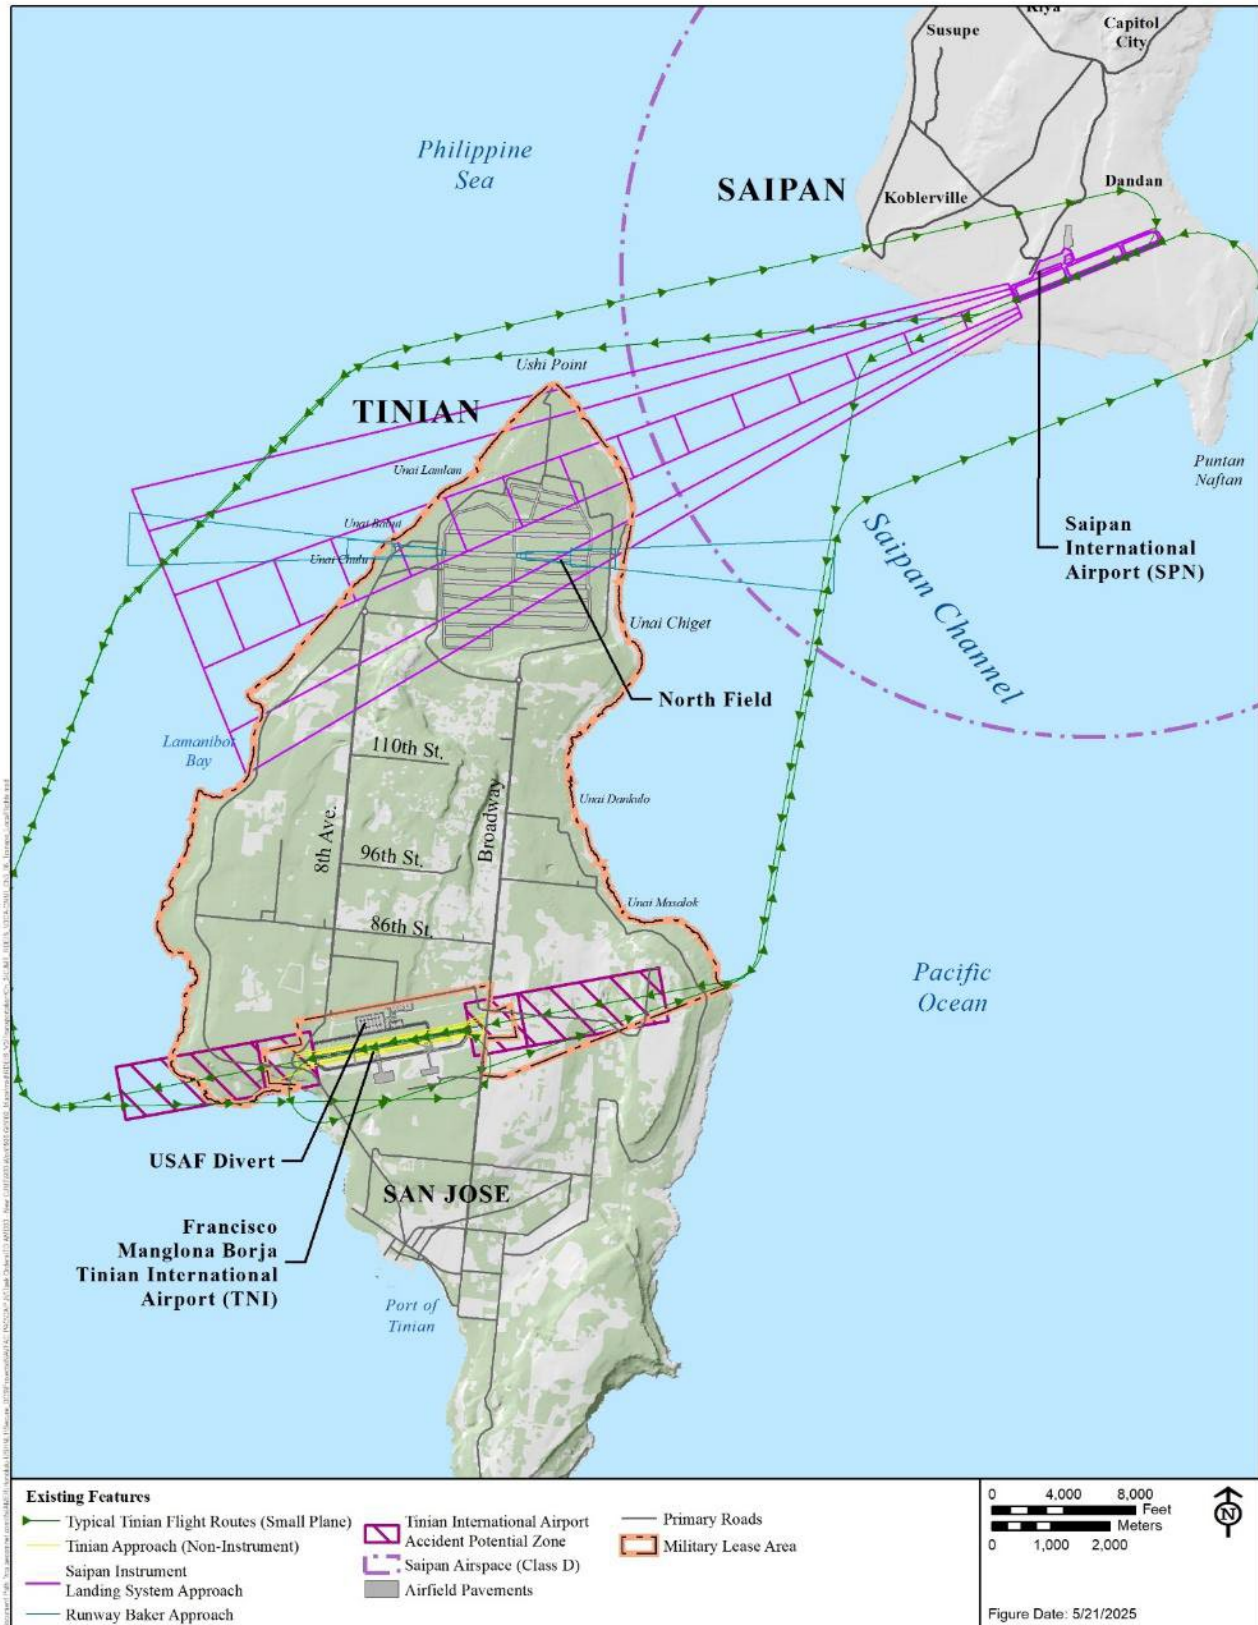 Kiya
Capitol
City
Susupe
Philippine
Sea
SAIPAN
Dandan
Koblerville
Ushi Point
TINIAN
Puntan
Naftan
Unai Lamlam
Unai Babui
Unai Chulu
Saipan
International
Airport (SPN)
Saipan Channel
Unai Chiget
North Field
Lamanibot
Bay
110th St.
Unai Dankulo
8th Ave.
Broadway
96th St.
Unai Masalok
86th St.
Pacific
Ocean
USAF Divert
SAN JOSE
Francisco
Manglona Borja
Tinian International
Airport (TNI)
Port of
Tinian
Existing Features
Typical Tinian Flight Routes (Small Plane)
Tinian Approach (Non-Instrument)
Saipan Instrument
Landing System Approach
Runway Baker Approach
Tinian International Airport
Accident Potential Zone
Saipan Airspace (Class D)
Airfield Pavements
Primary Roads
Military Lease Area
0 4,000 8,000
Feet
Meters
0 1,000 2,000
N
Figure Date: 5/21/2025